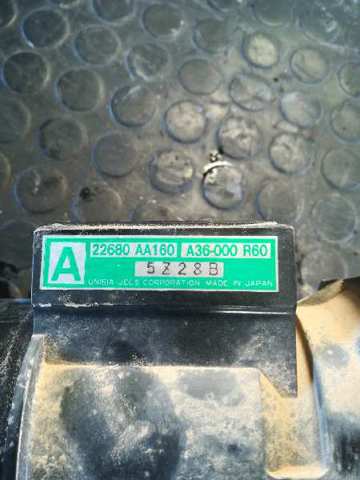 A 22680 AA160 A36-000 R60
5Z28B
UNISIA JECS CORPORATION MADE IN JAPAN